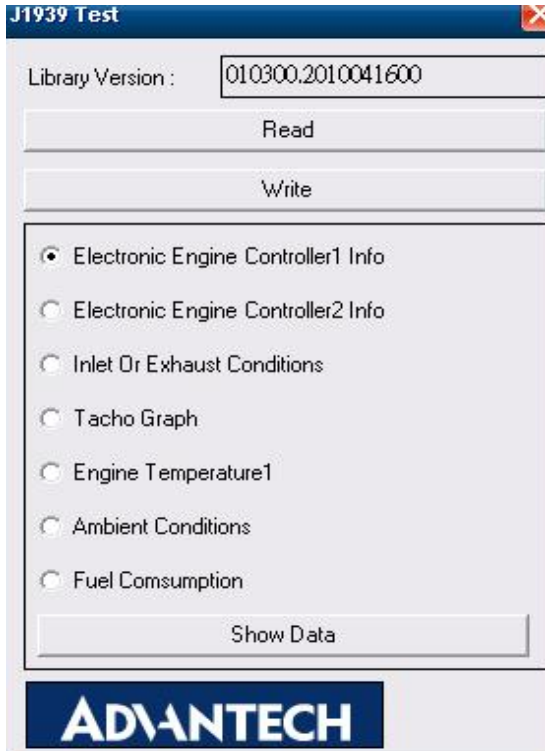 J1939 Test
Library Version : 010300.2010041600
Read
Write
Electronic Engine Controller1 Info
Electronic Engine Controller2 Info
Inlet Or Exhaust Conditions
Tacho Graph
Engine Temperature1
Ambient Conditions
Fuel Comsumption
Show Data
ADVANTECH